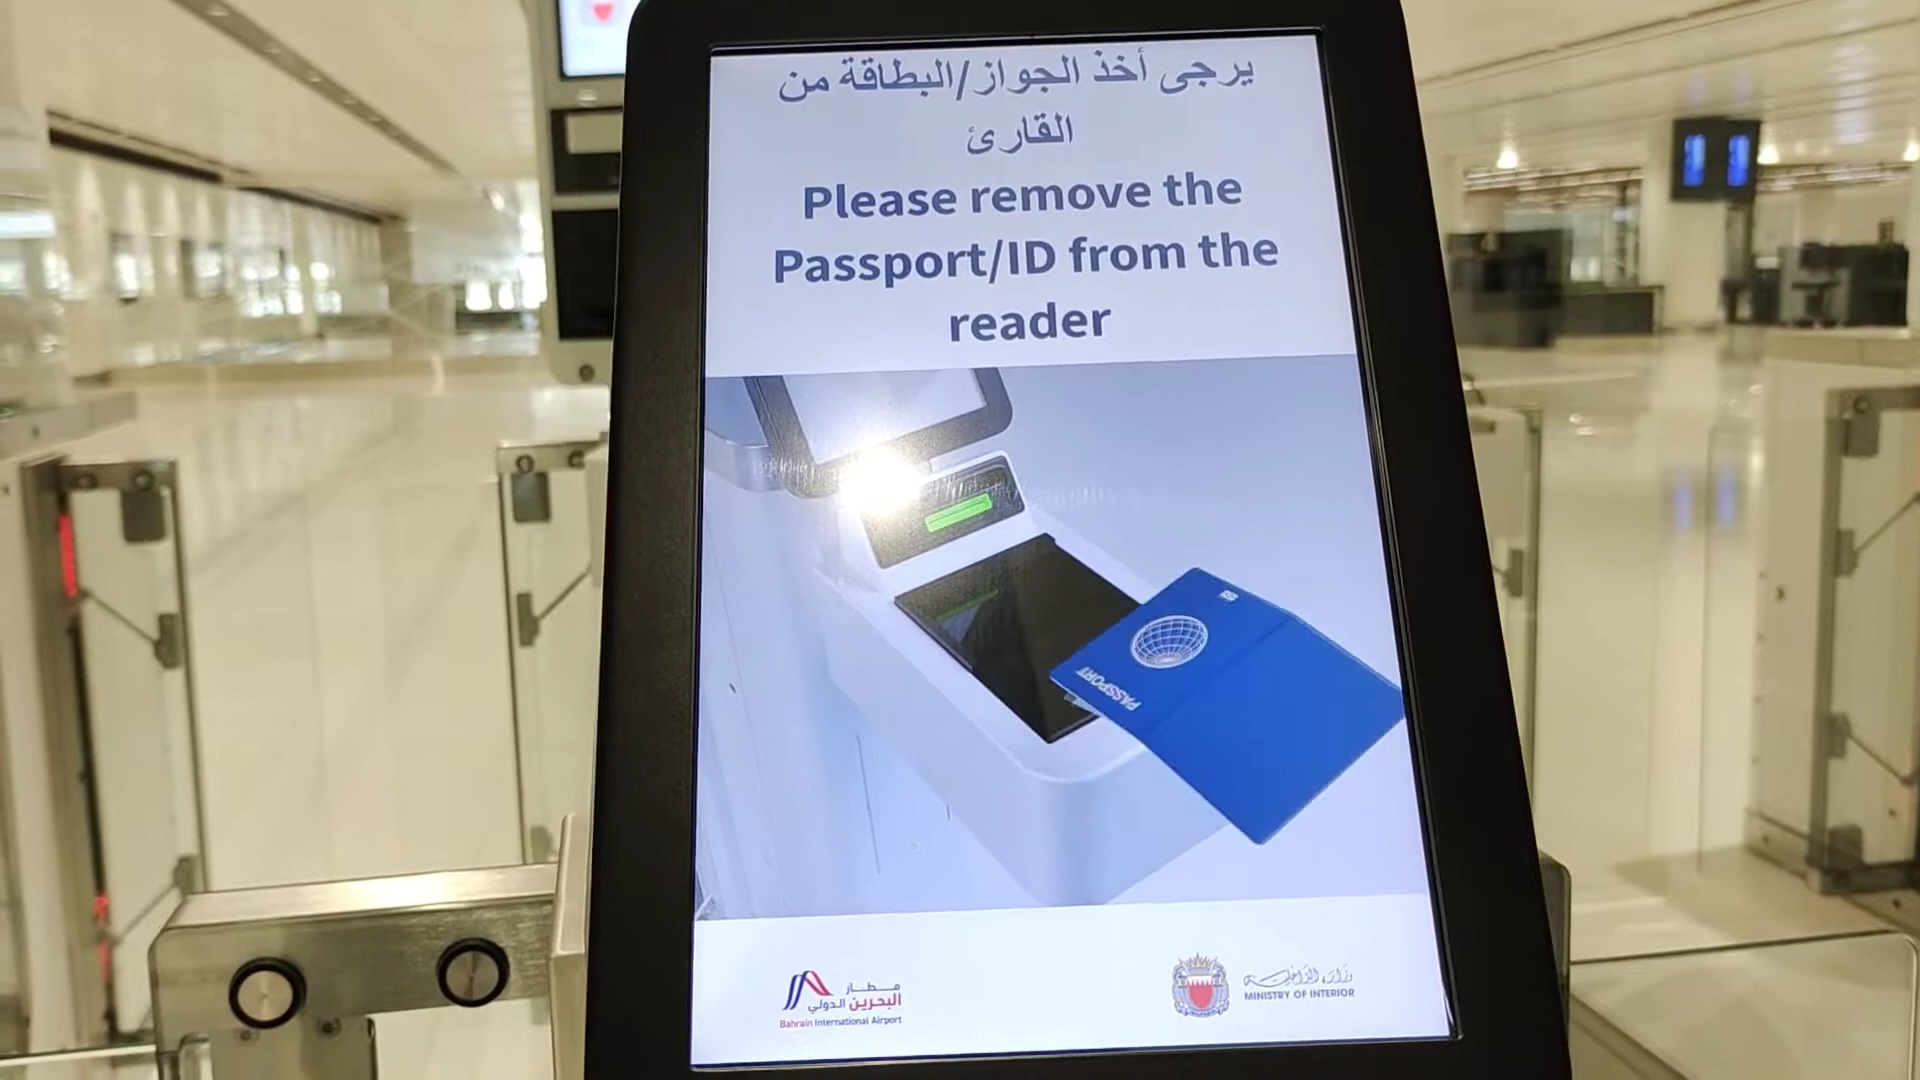 يرجى أخذ الجواز/البطاقة من
القارئ
Please remove the
Passport/ID from the
reader
PASSPORT
مطار
البحرين الدولي
Bahrain International Airport
وزارة الداخلية
MINISTRY OF INTERIOR